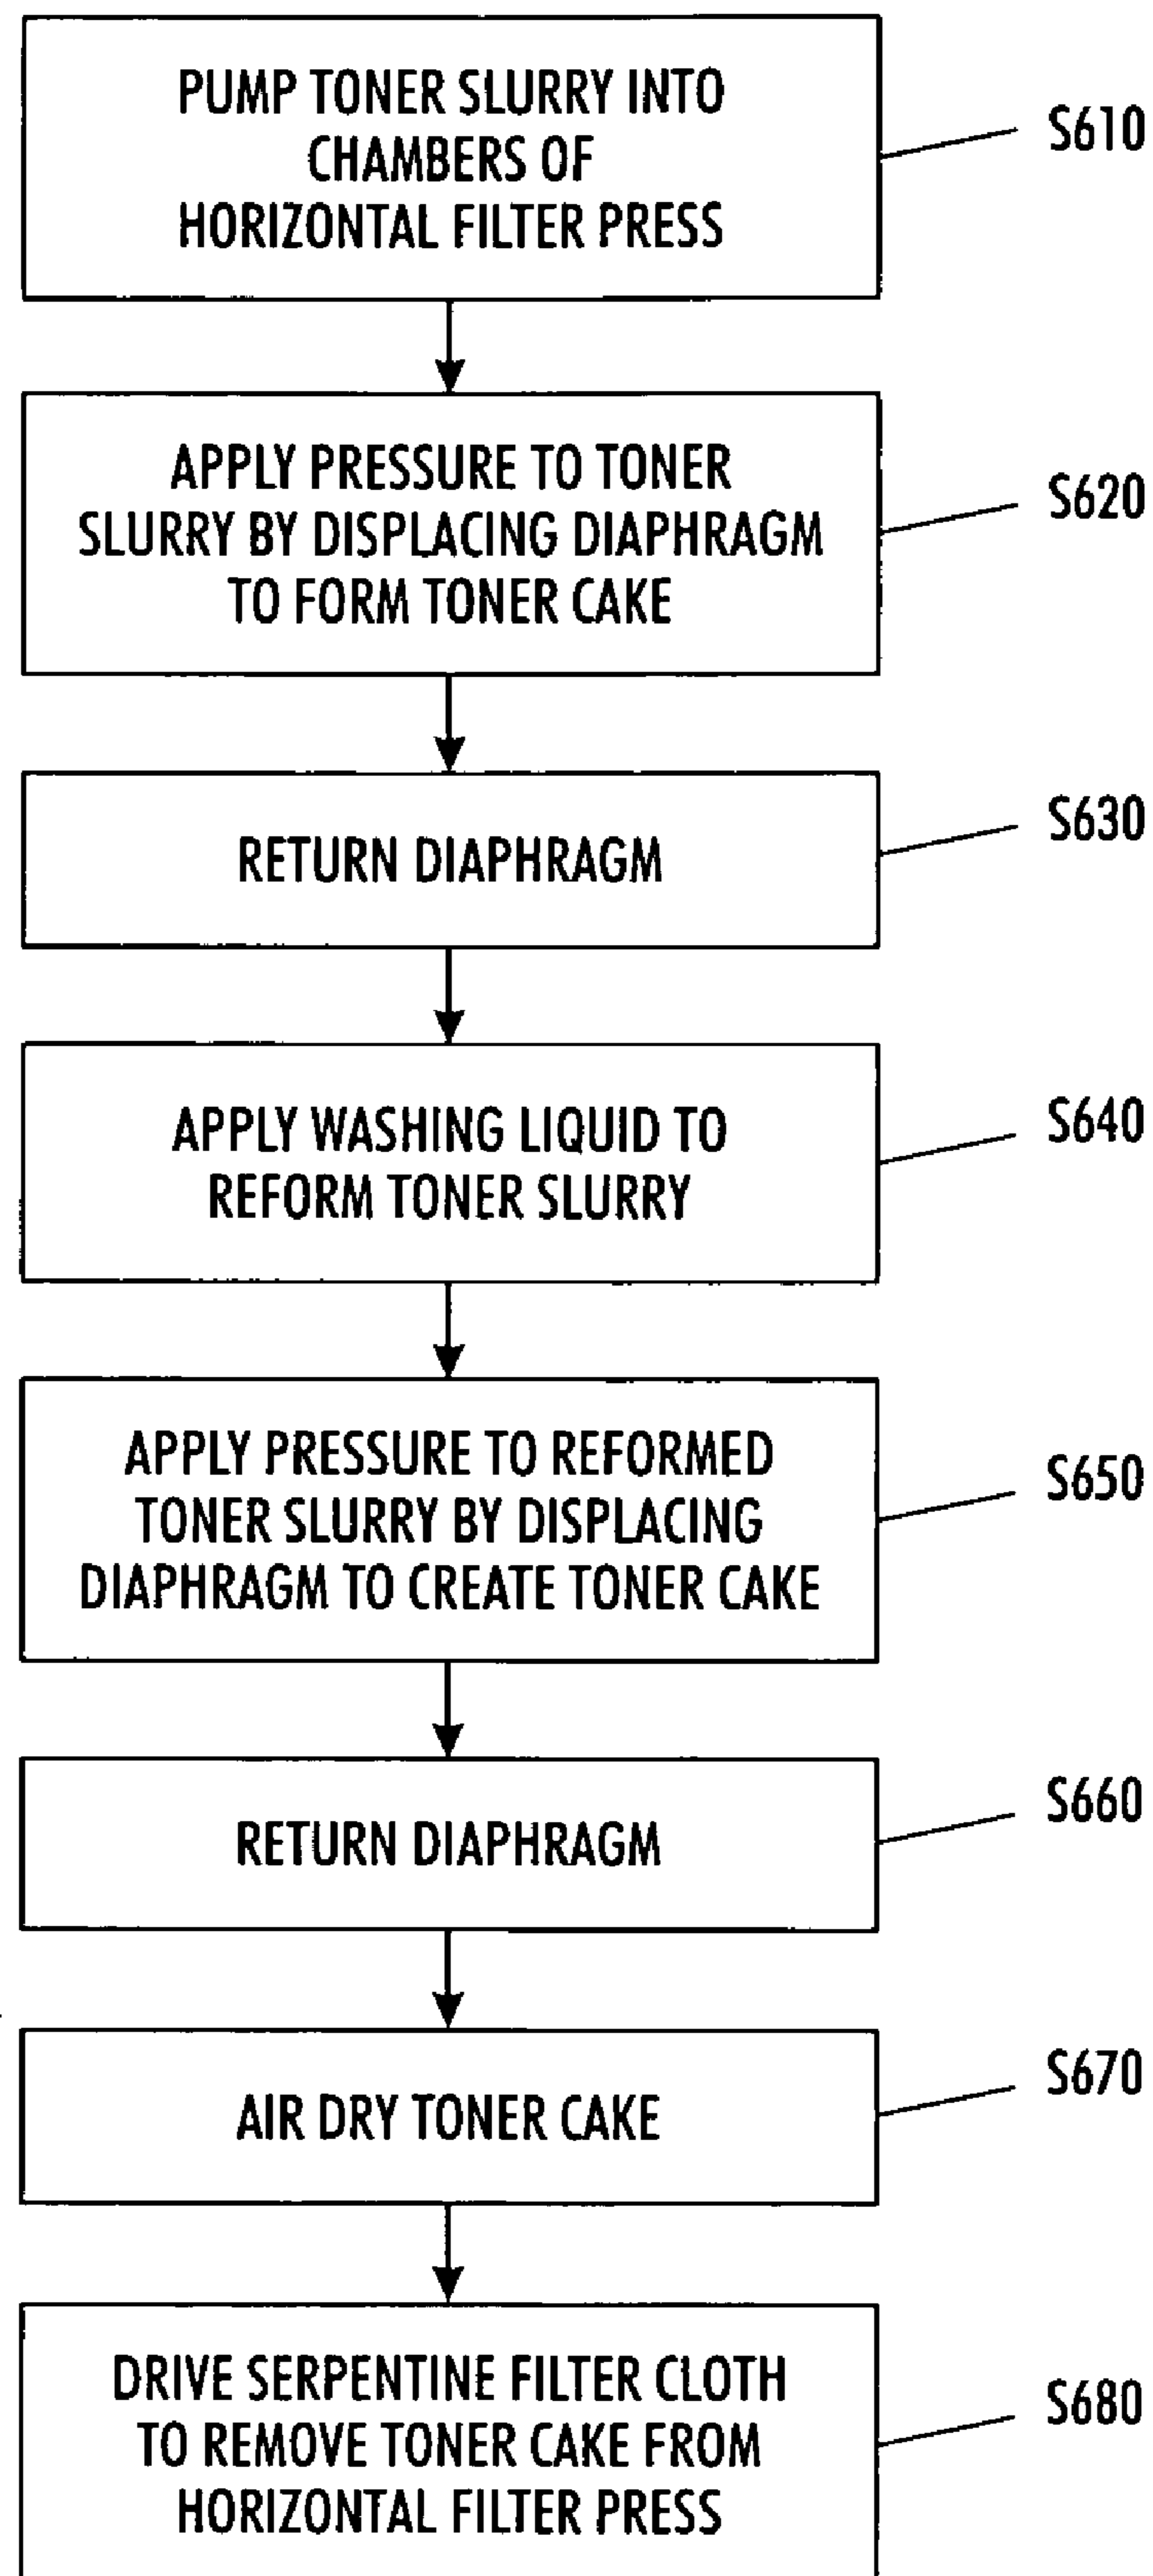 PUMP TONER SLURRY INTO
CHAMBERS OF
HORIZONTAL FILTER PRESS
S610
APPLY PRESSURE TO TONER
SLURRY BY DISPLACING DIAPHRAGM
TO FORM TONER CAKE
S620
RETURN DIAPHRAGM
S630
APPLY WASHING LIQUID TO
REFORM TONER SLURRY
S640
APPLY PRESSURE TO REFORMED
TONER SLURRY BY DISPLACING
DIAPHRAGM TO CREATE TONER CAKE
S650
RETURN DIAPHRAGM
S660
AIR DRY TONER CAKE
S670
DRIVE SERPENTINE FILTER CLOTH
TO REMOVE TONER CAKE FROM
HORIZONTAL FILTER PRESS
S680